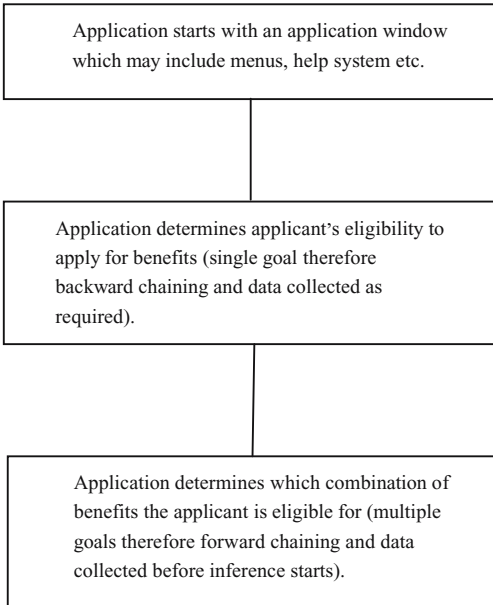 Application starts with an application window
which may include menus, help system etc.
Application determines applicant’s eligibility to
apply for benefits (single goal therefore
backward chaining and data collected as
required).
Application determines which combination of
benefits the applicant is eligible for (multiple
goals therefore forward chaining and data
collected before inference starts).